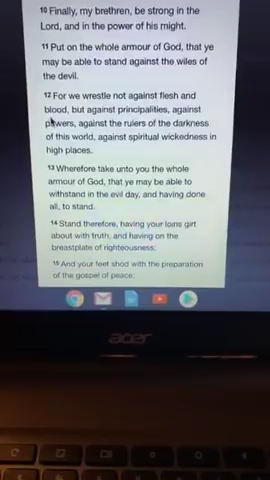 10 Finally, my brethren, be strong in the
Lord, and in the power of his might.
11 Put on the whole armour of God, that ye
may be able to stand against the wiles of
the devil.
12 For we wrestle not against flesh and
blood, but against principalities, against
powers, against the rulers of the darkness
of this world, against spiritual wickedness in
high places.
13 Wherefore take unto you the whole
armour of God, that ye may be able to
withstand in the evil day, and having done
all, to stand.
14 Stand therefore, having your loins girt
about with truth, and having on the
breastplate of righteousness;
15 And your feet shod with the preparation
of the gospel of peace;
acer